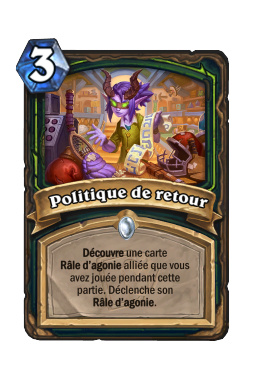 3
Politique de retour
Découvre une carte
Râle d'agonie alliée que vous
avez jouée pendant cette
partie. Déclenche son
Râle d'agonie.